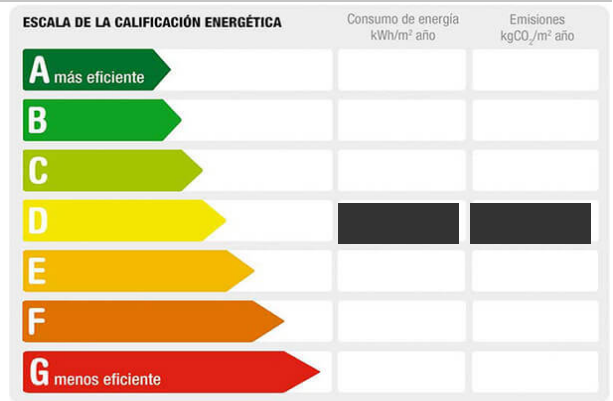 ESCALA DE LA CALIFICACIÓN ENERGÉTICA
Consumo de energía
kWh/m² año
Emisiones
kgCO₂/m² año
A más eficiente
B
C
D
E
F
G menos eficiente